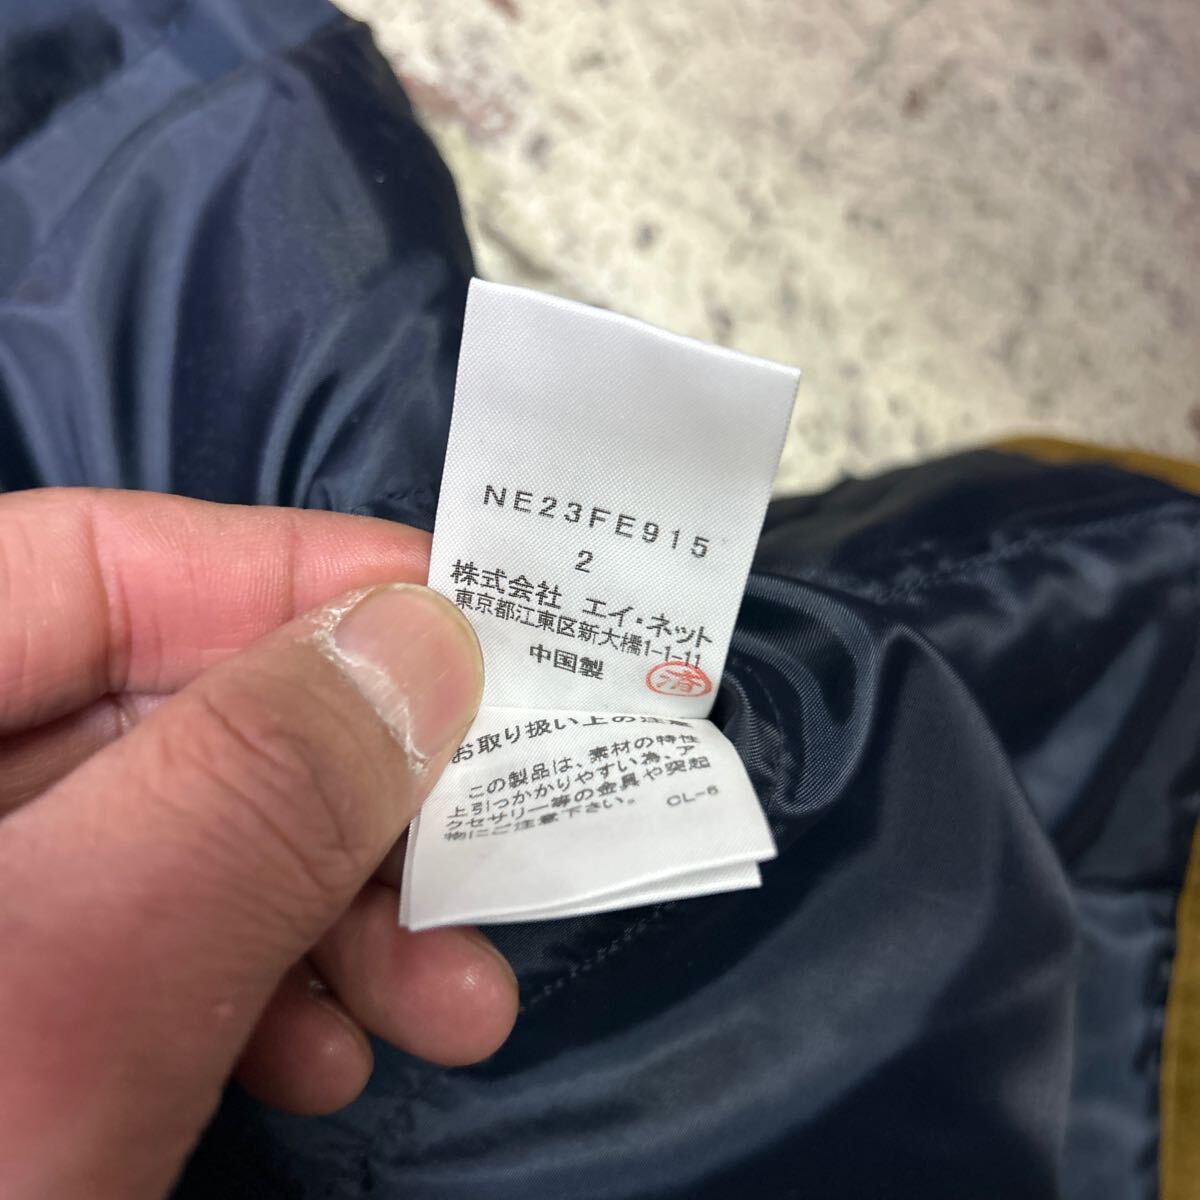 NE23FE915
2
株式会社 エイ・ネット
東京都江東区新大橋1-1-11
中国製
済
お取り扱い上の注意
この製品は、素材の特性
上引っかかりやすい為、ア
クセサリー等の金具や突起
物にご注意下さい。 CL-6